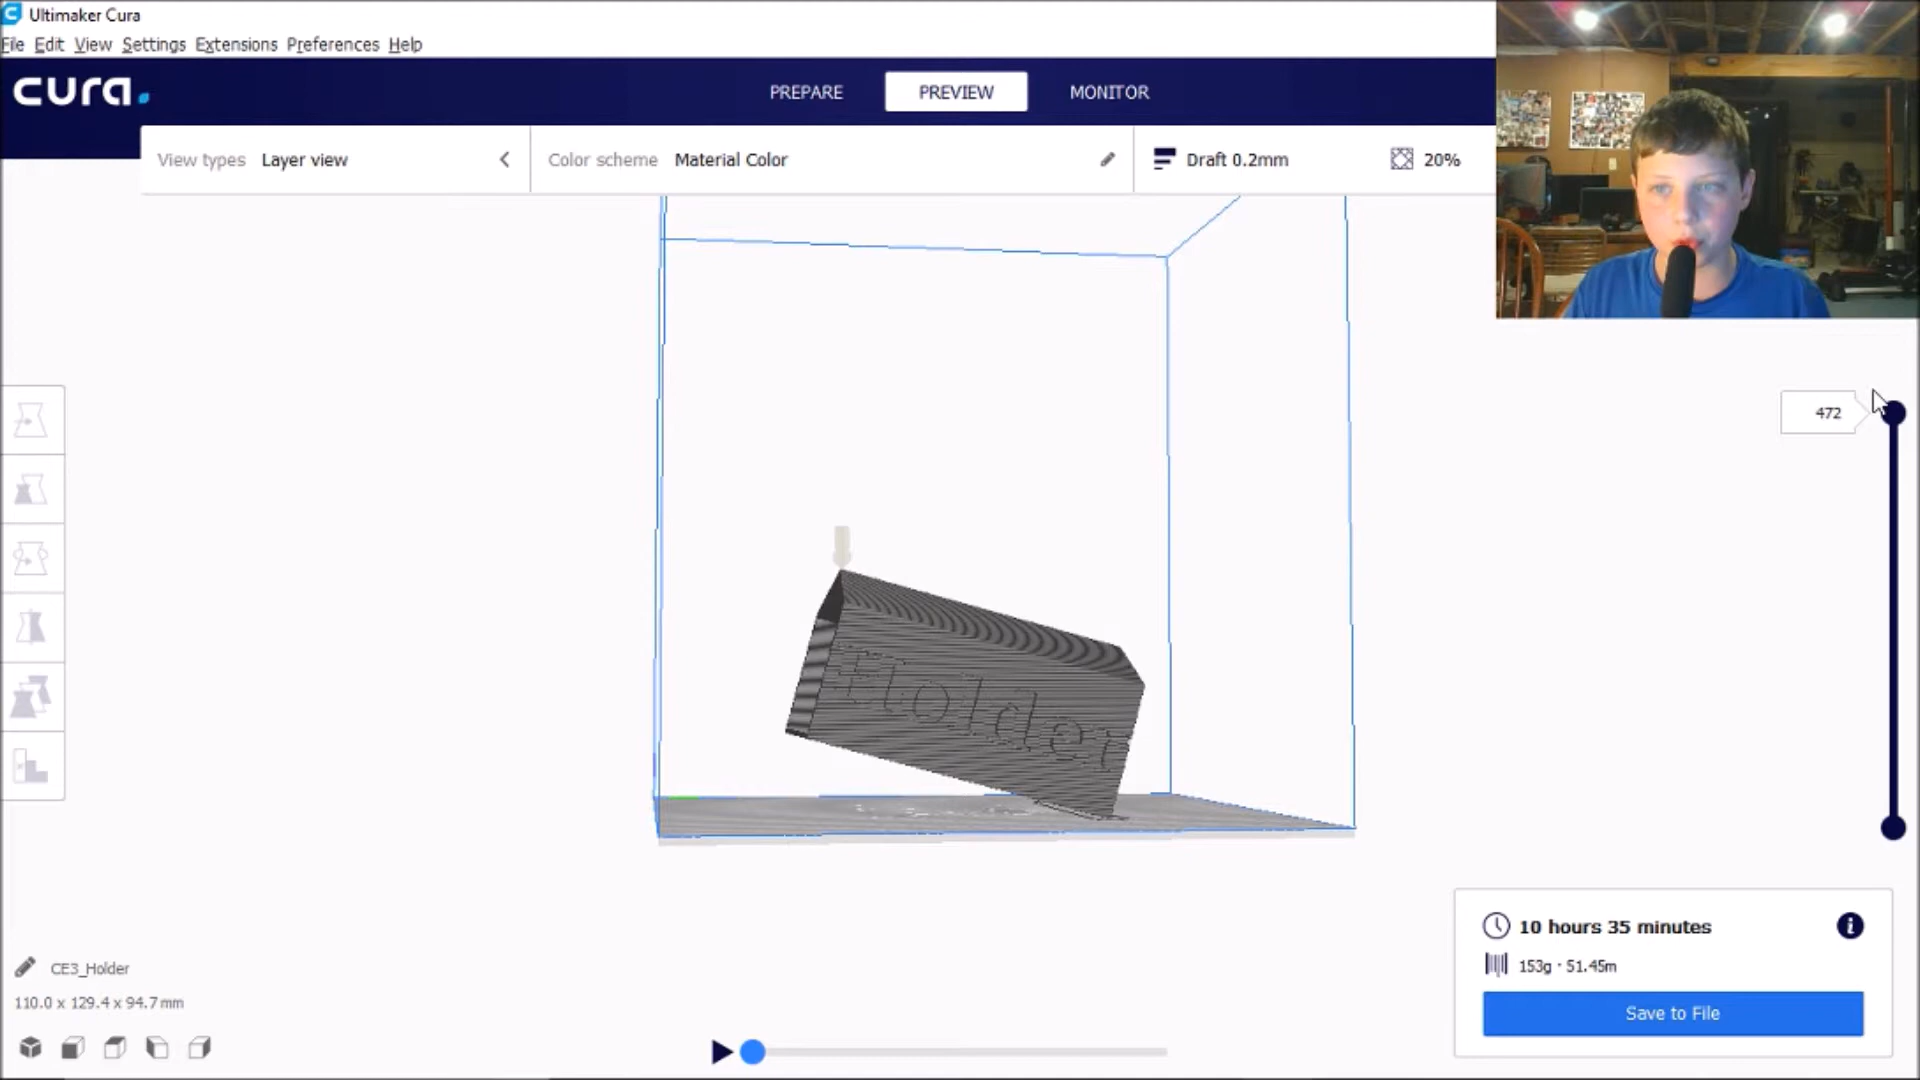 Ultimaker Cura
File Edit View Settings Extensions Preferences Help
cura.
PREPARE PREVIEW MONITOR
View types Layer view Color scheme Material Color Draft 0.2mm 20%
472
Holder
10 hours 35 minutes
153g · 51.45m
Save to File
CE3_Holder
110.0 x 129.4 x 94.7 mm